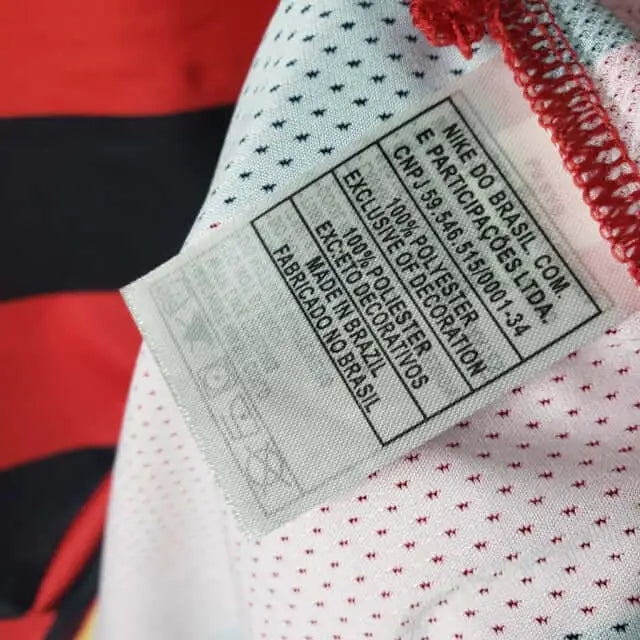 NIKE DO BRASIL COM.
E PARTICIPAÇÕES LTDA.
CNPJ 59.546.515/0001-34
100% POLYESTER
EXCLUSIVE OF DECORATION
100% POLIESTER
EXCETO DECORATIVOS
MADE IN BRAZIL
FABRICADO NO BRASIL